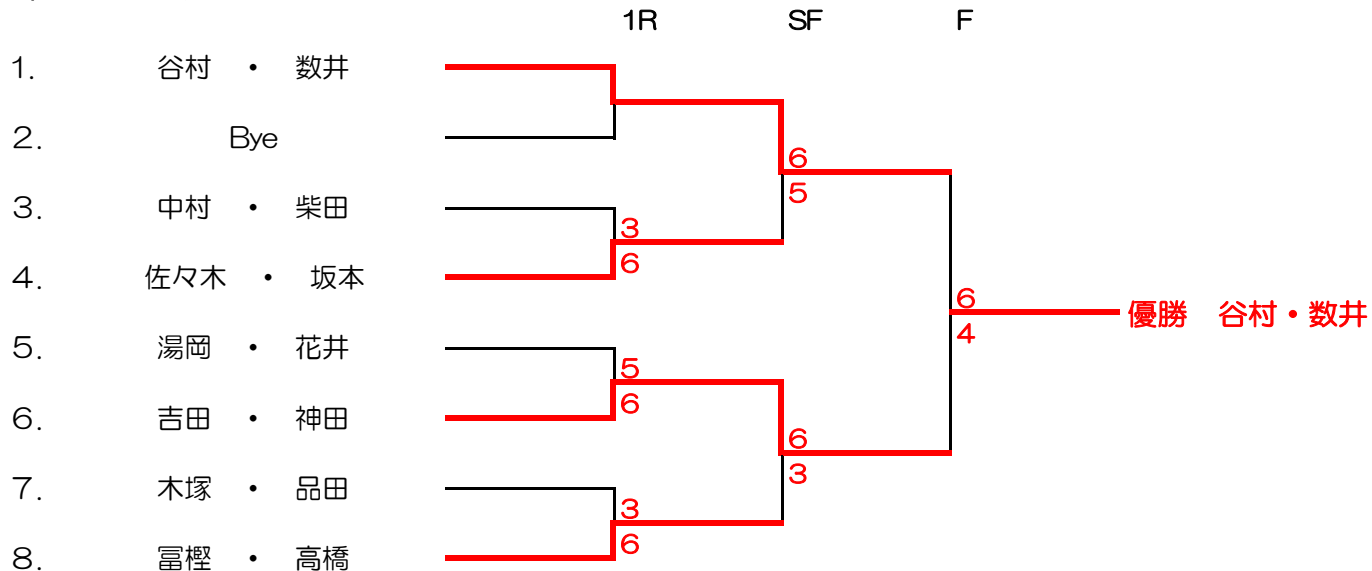 1R SF F
1. 谷村 ・ 数井
2. Bye
6
5
3. 中村 ・ 柴田
3
6
4. 佐々木 ・ 坂本
6
4
優勝 谷村・数井
5. 湯岡 ・ 花井
5
6
6. 吉田 ・ 神田
6
3
7. 木塚 ・ 品田
3
6
8. 冨樫 ・ 高橋